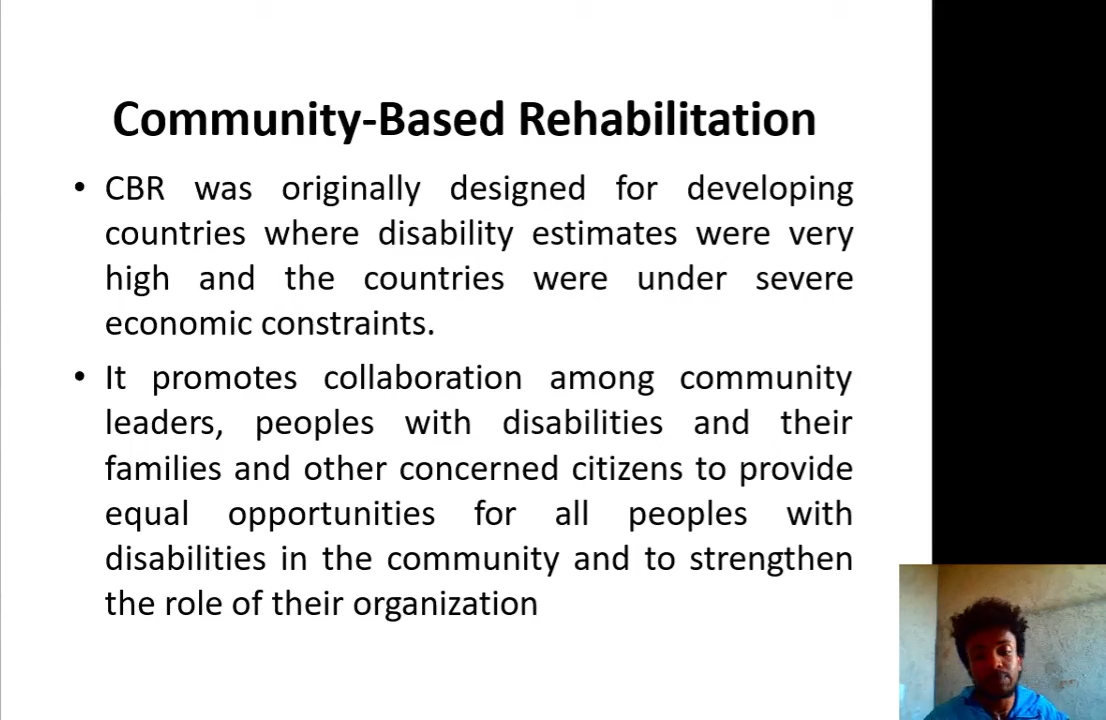 Community-Based Rehabilitation
• CBR was originally designed for developing
countries where disability estimates were very
high and the countries were under severe
economic constraints.
• It promotes collaboration among community
leaders, peoples with disabilities and their
families and other concerned citizens to provide
equal opportunities for all peoples with
disabilities in the community and to strengthen
the role of their organization